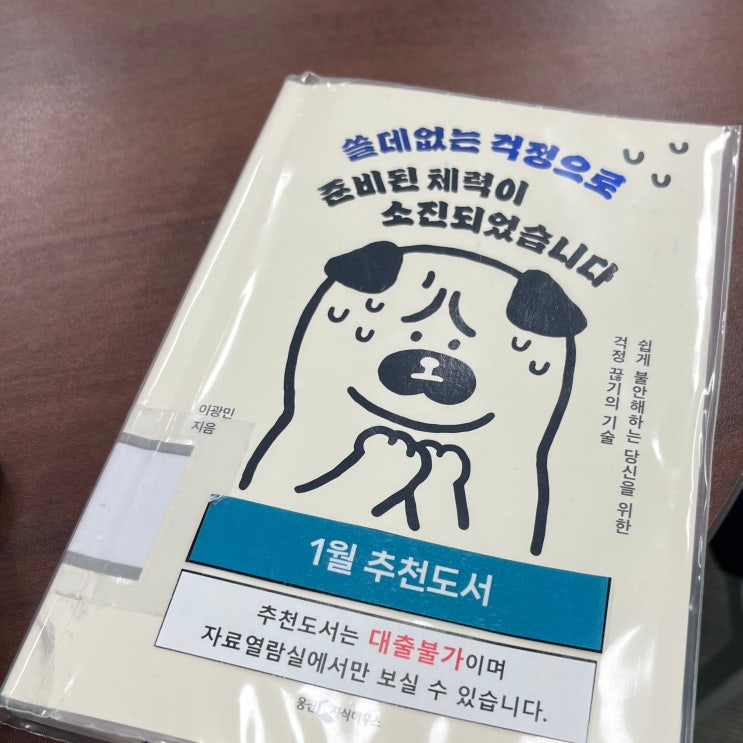 쓸데없는 걱정으로
준비된 체력이
소진되었습니다
쉽게 불안해하는 당신을 위한
걱정 끊기의 기술
이광민
지음
1월 추천도서
추천도서는 대출불가이며
자료열람실에서만 보실 수 있습니다.
웅진 지식하우스